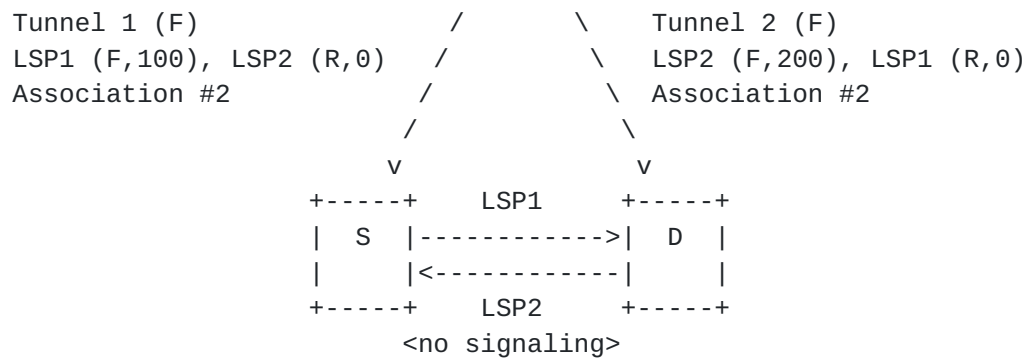 Tunnel 1 (F)                /       \    Tunnel 2 (F)
LSP1 (F,100), LSP2 (R,0)   /         \   LSP2 (F,200), LSP1 (R,0)
Association #2            /           \  Association #2
                         /             \
                        v               v
                   +-----+    LSP1     +-----+
                   |  S  |------------>|  D  |
                   |     |<------------|     |
                   +-----+    LSP2     +-----+
                         <no signaling>